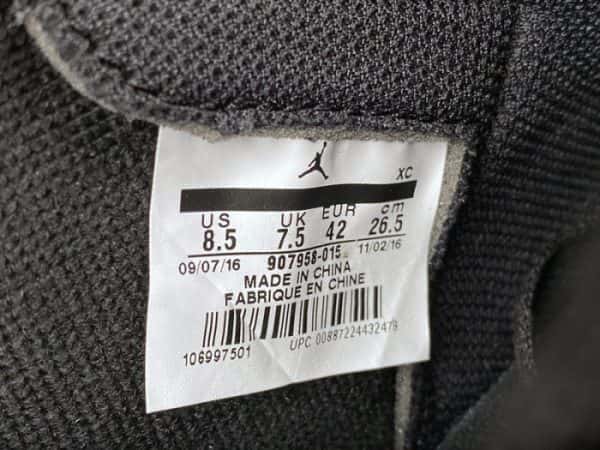 XC
US UK EUR cm
8.5 7.5 42 26.5
09/07/16 907958-015 11/02/16
MADE IN CHINA
FABRIQUE EN CHINE
106997501 UPC 00887224432479